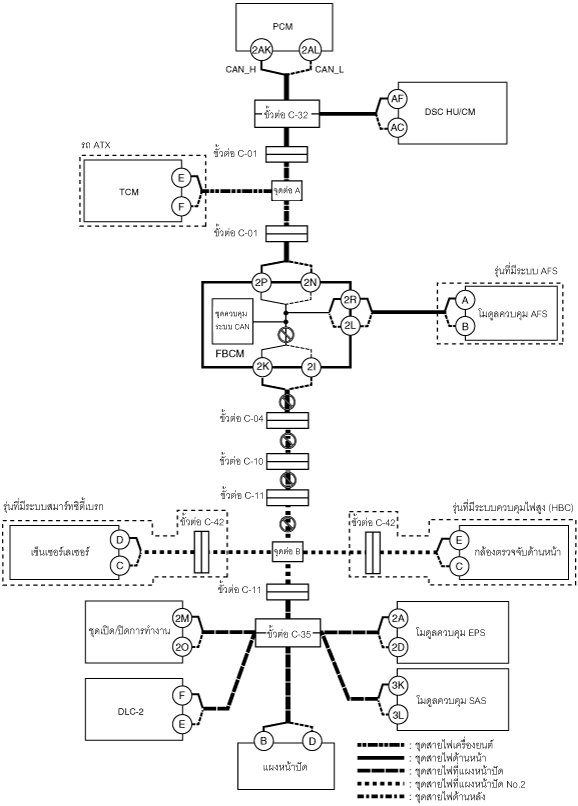 PCM
2AK
2AL
CAN_H
CAN_L
ขั้วต่อ C-32
AF
AC
DSC HU/CM
รถ ATX
ขั้วต่อ C-01
TCM
E
F
ชุดต่อ A
ขั้วต่อ C-01
รุ่นที่มีระบบ AFS
2P
2N
2R
2L
A
B
โมดูลควบคุม AFS
ชุดควบคุม
ระบบ CAN
FBCM
2K
2I
ขั้วต่อ C-04
ขั้วต่อ C-10
ขั้วต่อ C-11
รุ่นที่มีระบบสมาร์ทซิตี้เบรก
ขั้วต่อ C-42
รุ่นที่มีระบบควบคุมไฟสูง (HBC)
ขั้วต่อ C-42
เซ็นเซอร์เลเซอร์
D
C
ชุดต่อ B
E
C
กล้องตรวจจับด้านหน้า
ขั้วต่อ C-11
ชุดเปิด/ปิดการทำงาน
2M
2O
ขั้วต่อ C-35
2A
2D
โมดูลควบคุม EPS
DLC-2
F
E
3K
3L
โมดูลควบคุม SAS
B
D
แผงหน้าปัด
: ชุดสายไฟเครื่องยนต์
: ชุดสายไฟด้านหน้า
: ชุดสายไฟที่แผงหน้าปัด
: ชุดสายไฟที่แผงหน้าปัด No.2
: ชุดสายไฟด้านหลัง